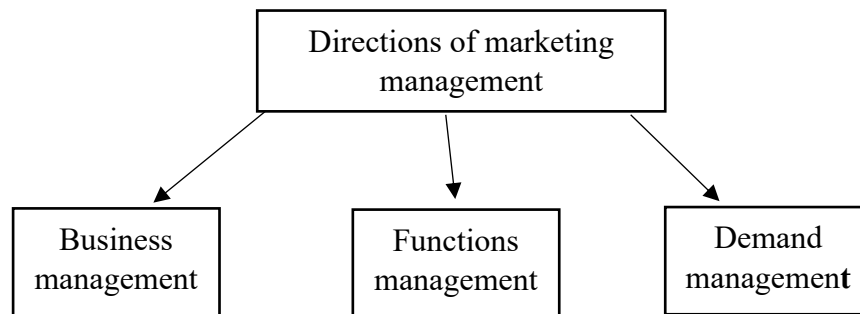 Directions of marketing
management
Business
management
Functions
management
Demand
management